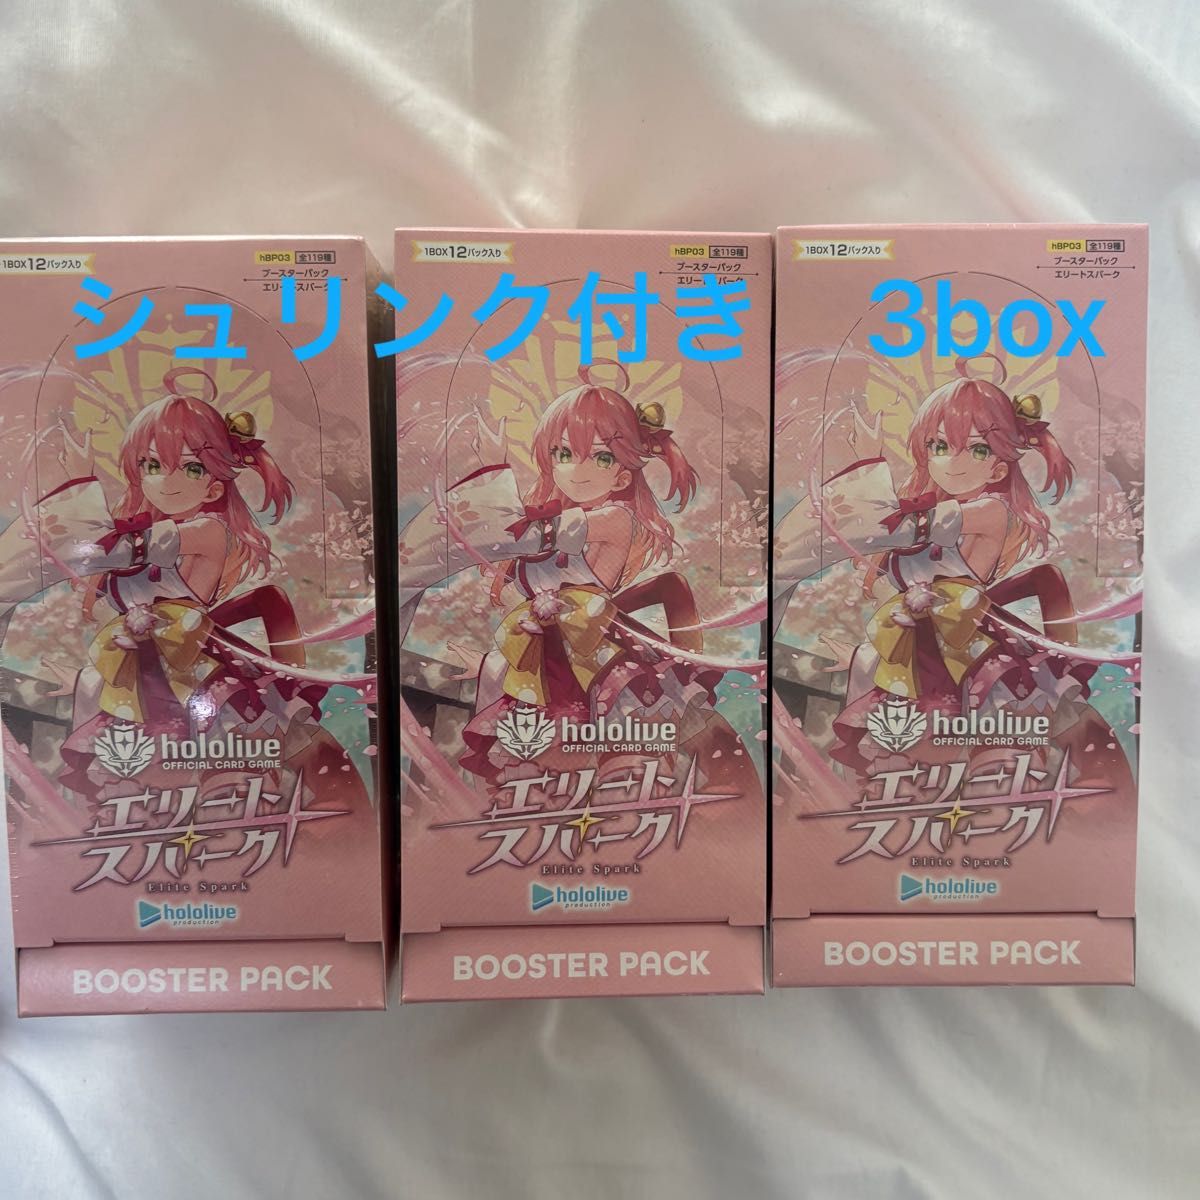 シュリンク付き 3box
1BOX12パック入り
hBP03 全119種
ブースターパック
エリートスパーク
hololive
OFFICIAL CARD GAME
エリート
スパーク
Elite Spark
hololive
production
BOOSTER PACK
1BOX12パック入り
hBP03 全119種
ブースターパック
エリートスパーク
hololive
OFFICIAL CARD GAME
エリート
スパーク
Elite Spark
hololive
production
BOOSTER PACK
1BOX12パック入り
hBP03 全119種
ブースターパック
エリートスパーク
hololive
OFFICIAL CARD GAME
エリート
スパーク
Elite Spark
hololive
production
BOOSTER PACK